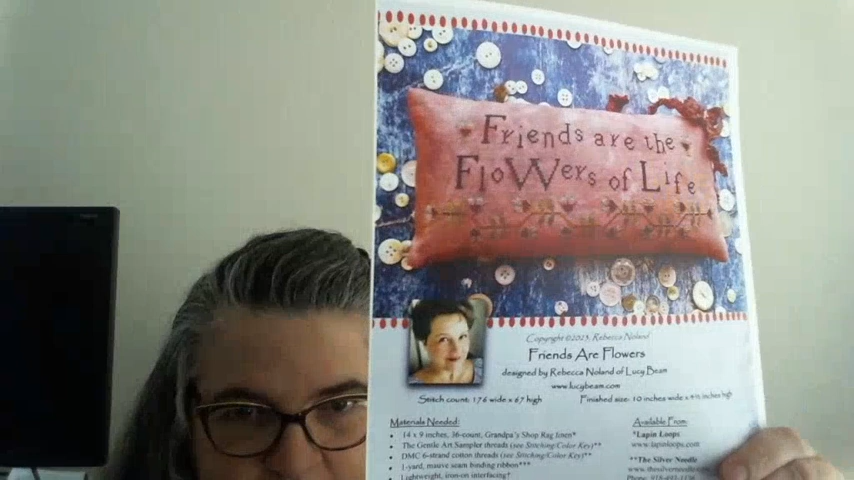 Friends are the
FloWers of Life
Copyright ©2023, Rebecca Noland
Friends Are Flowers
designed by Rebecca Noland of Lucy Beam
www.lucybeam.com
Stitch count: 176 wide x 67 high
Finished size: 10 inches wide x 4½ inches high
Materials Needed:
• 14 x 9 inches, 36-count, Grandpa's Shop Rag linen*
• The Gentle Art Sampler threads (see Stitching/Color Key)**
• DMC 6-strand cotton threads (see Stitching/Color Key)
• 1-yard, mauve seam binding ribbon***
• Lightweight, iron-on interfacing†
Available From:
*Lapin Loops
www.lapinloops.com
**The Silver Needle